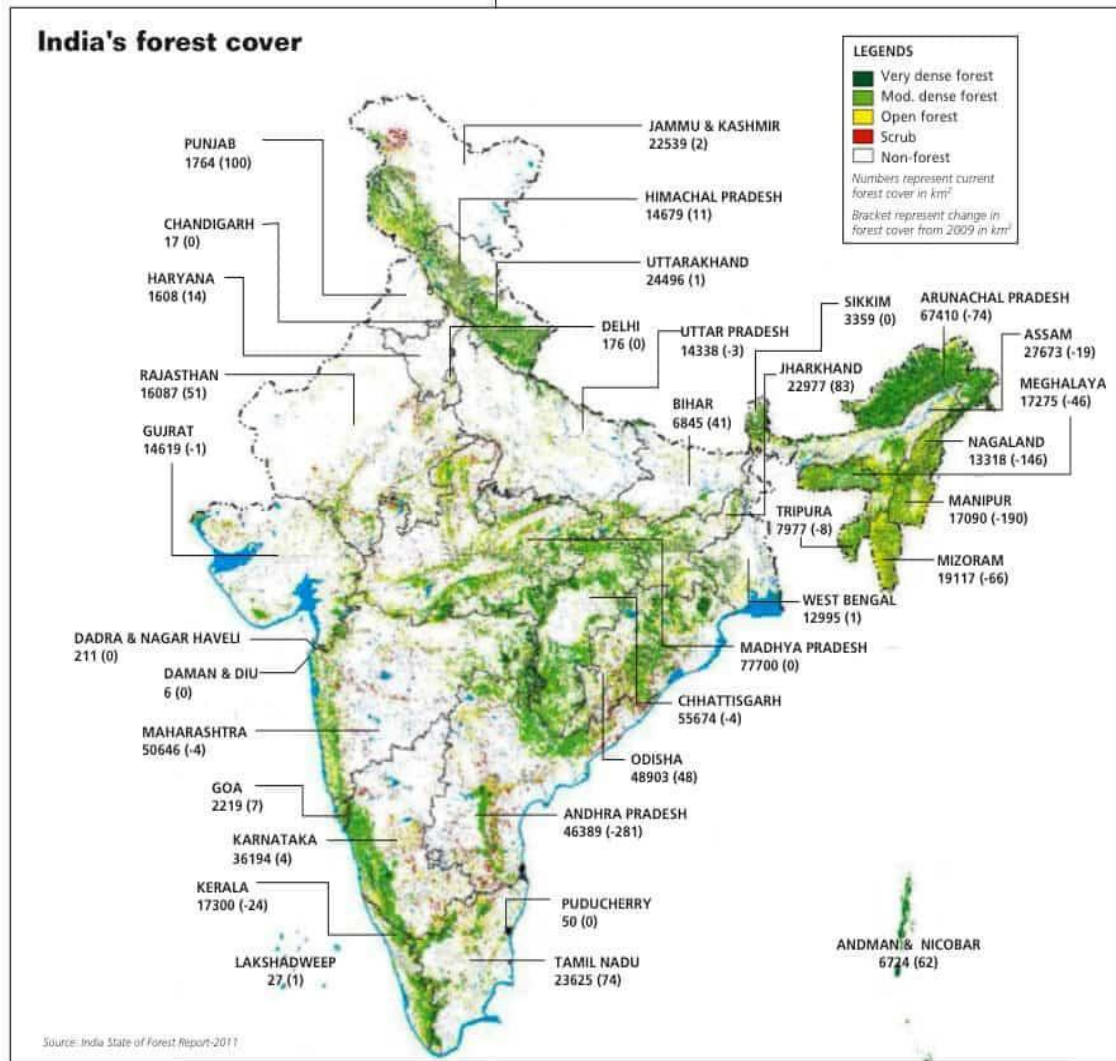 India's forest cover
LEGENDS
Very dense forest
Mod. dense forest
Open forest
Scrub
Non-forest
Numbers represent current
forest cover in km²
Bracket represent change in
forest cover from 2009 in km²
JAMMU & KASHMIR
22539 (2)
PUNJAB
1764 (100)
HIMACHAL PRADESH
14679 (11)
CHANDIGARH
17 (0)
UTTARAKHAND
24496 (1)
HARYANA
1608 (14)
SIKKIM
3359 (0)
ARUNACHAL PRADESH
67410 (-74)
DELHI
176 (0)
UTTAR PRADESH
14338 (-3)
ASSAM
27673 (-19)
RAJASTHAN
16087 (51)
JHARKHAND
22977 (83)
MEGHALAYA
17275 (-46)
BIHAR
6845 (41)
GUJRAT
14619 (-1)
NAGALAND
13318 (-146)
TRIPURA
7977 (-8)
MANIPUR
17090 (-190)
MIZORAM
19117 (-66)
WEST BENGAL
12995 (1)
DADRA & NAGAR HAVELI
211 (0)
MADHYA PRADESH
77700 (0)
DAMAN & DIU
6 (0)
CHHATTISGARH
55674 (-4)
MAHARASHTRA
50646 (-4)
ODISHA
48903 (48)
GOA
2219 (7)
ANDHRA PRADESH
46389 (-281)
KARNATAKA
36194 (4)
KERALA
17300 (-24)
PUDUCHERRY
50 (0)
ANDMAN & NICOBAR
6724 (62)
LAKSHADWEEP
27 (1)
TAMIL NADU
23625 (74)
Source: India State of Forest Report-2011